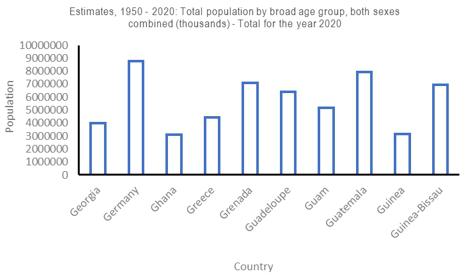 Estimates, 1950 - 2020: Total population by broad age group, both sexes
combined (thousands) - Total for the year 2020
Population
10000000
9000000
8000000
7000000
6000000
5000000
4000000
3000000
2000000
1000000
0
Georgia
Germany
Ghana
Greece
Grenada
Guadeloupe
Guam
Guatemala
Guinea
Guinea-Bissau
Country